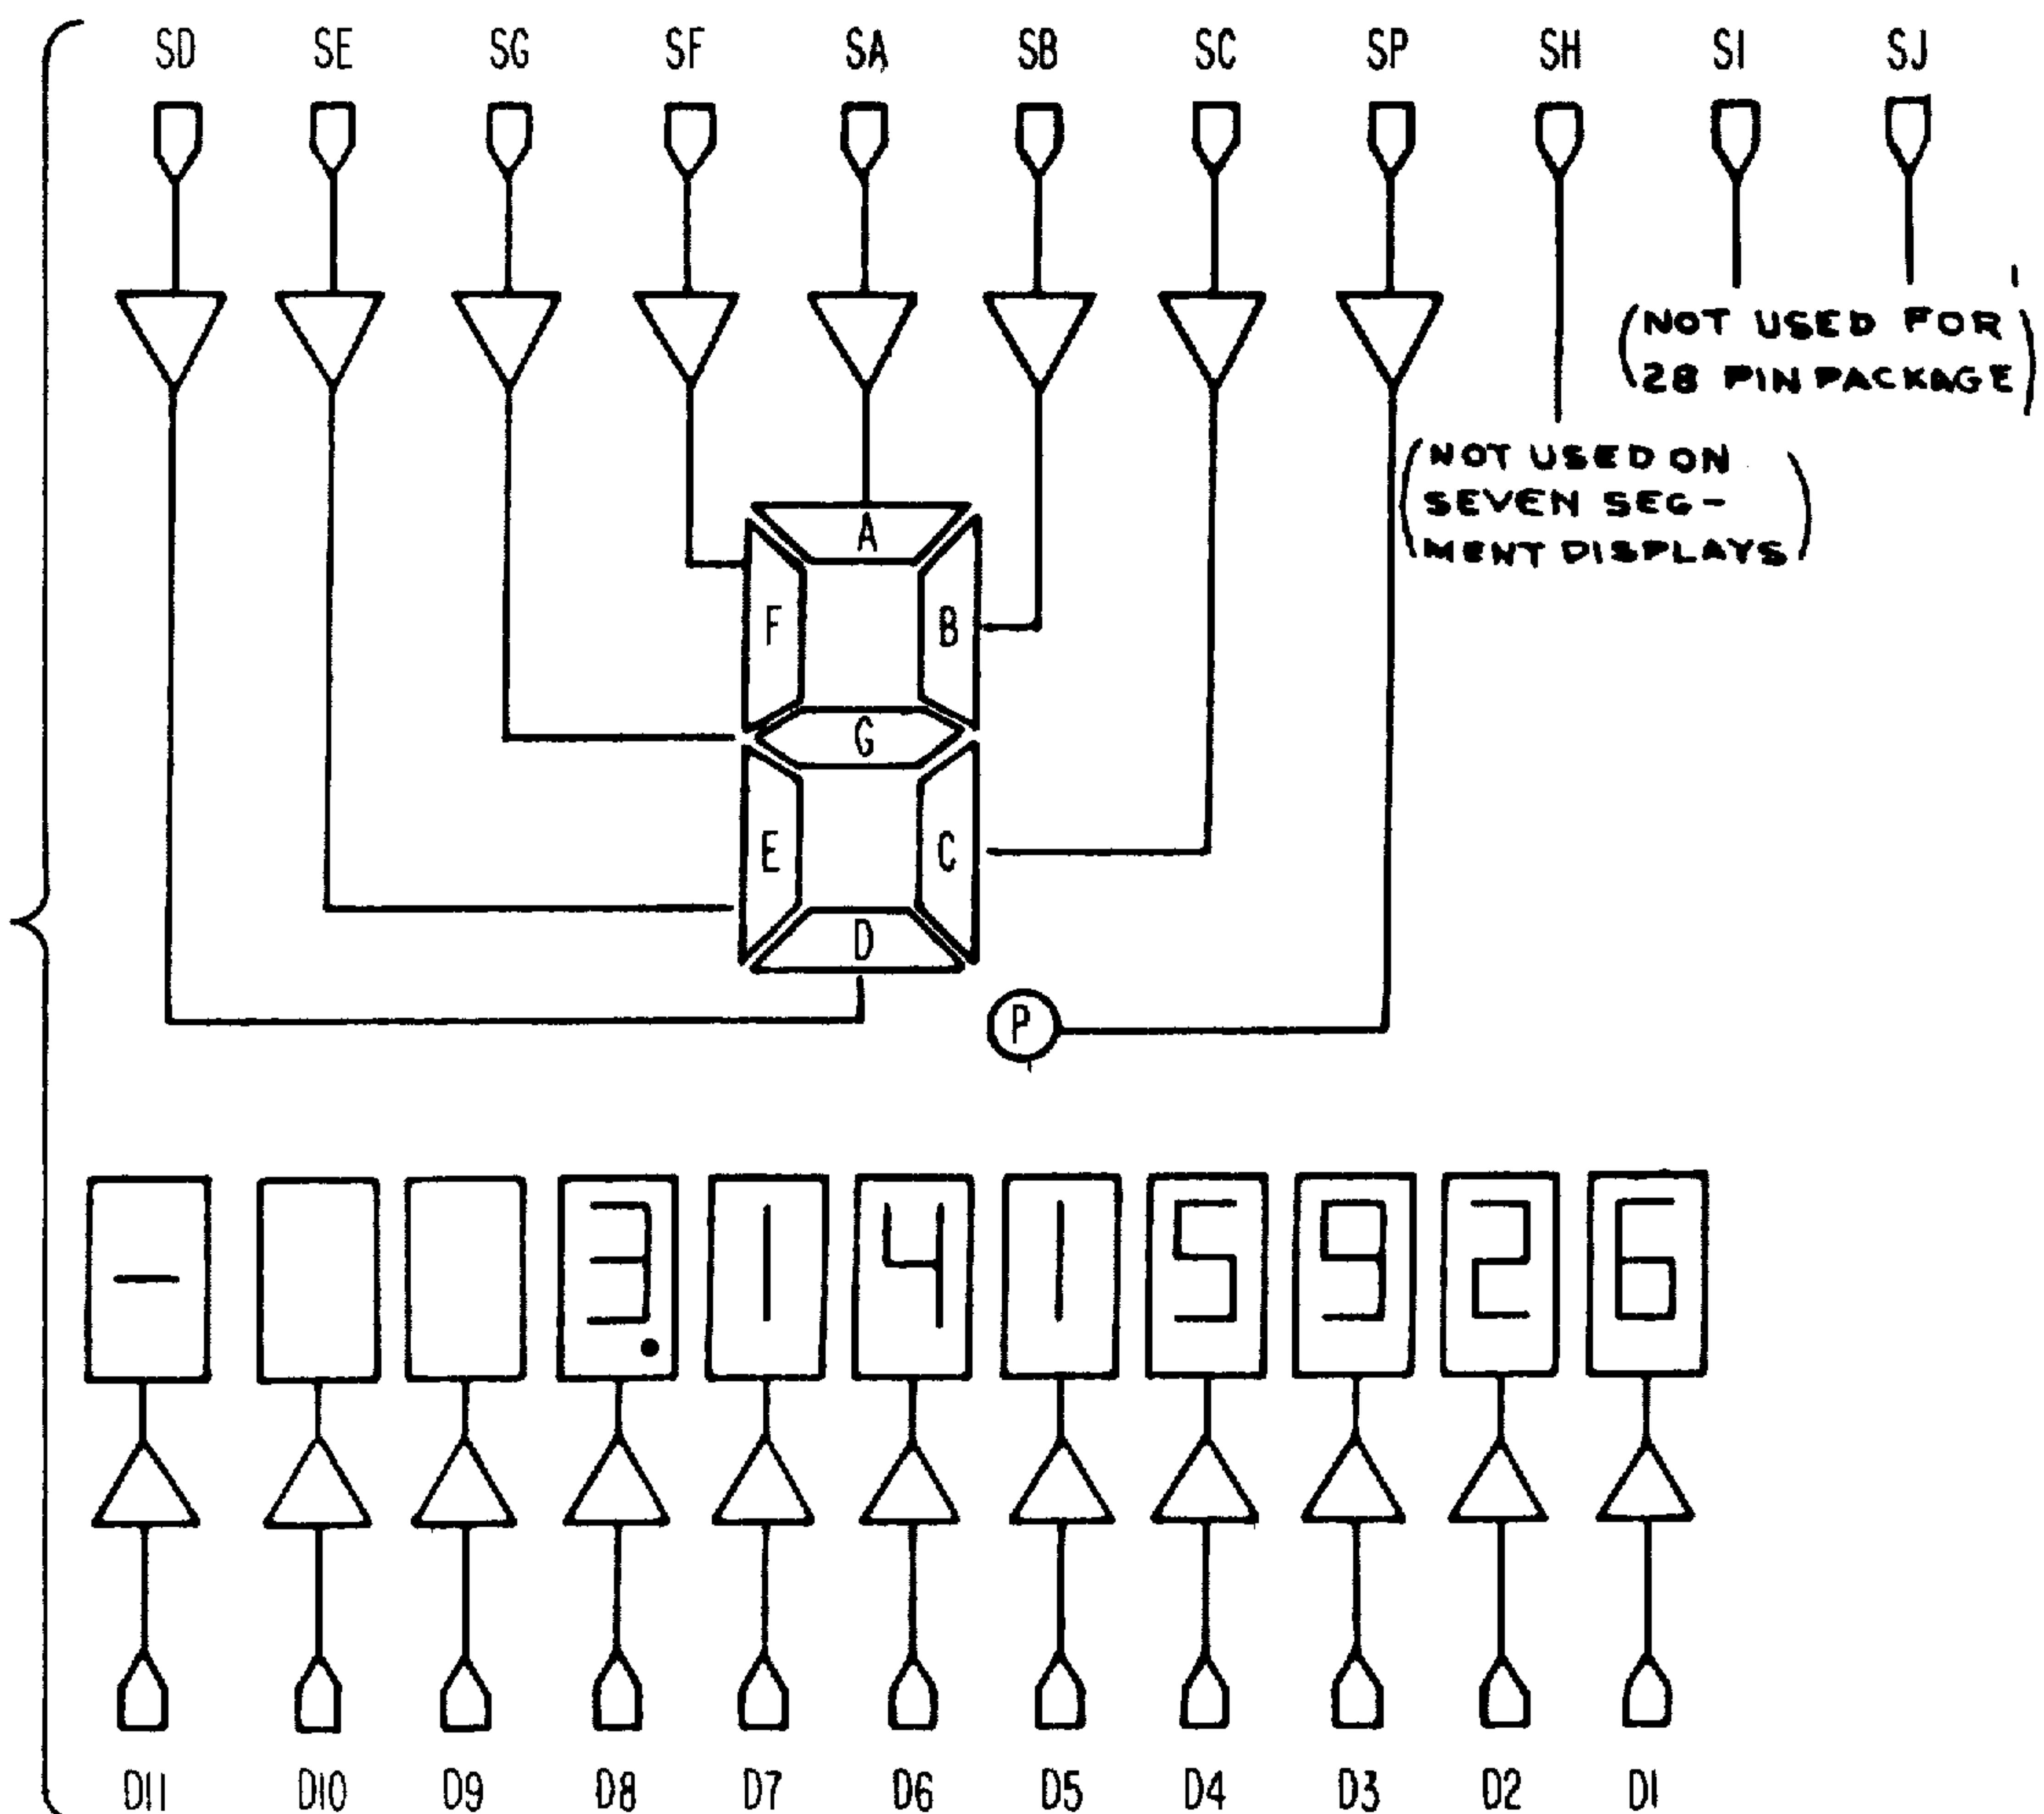 SD SE SG SF SA SB SC SP SH SI SJ
(NOT USED FOR
28 PIN PACKAGE)
(NOT USED ON
SEVEN SEG-
MENT DISPLAYS)
A
F B
G
E C
D
P
- 3. 1 4 1 5 9 2 6
D11 D10 D9 D8 D7 D6 D5 D4 D3 D2 D1